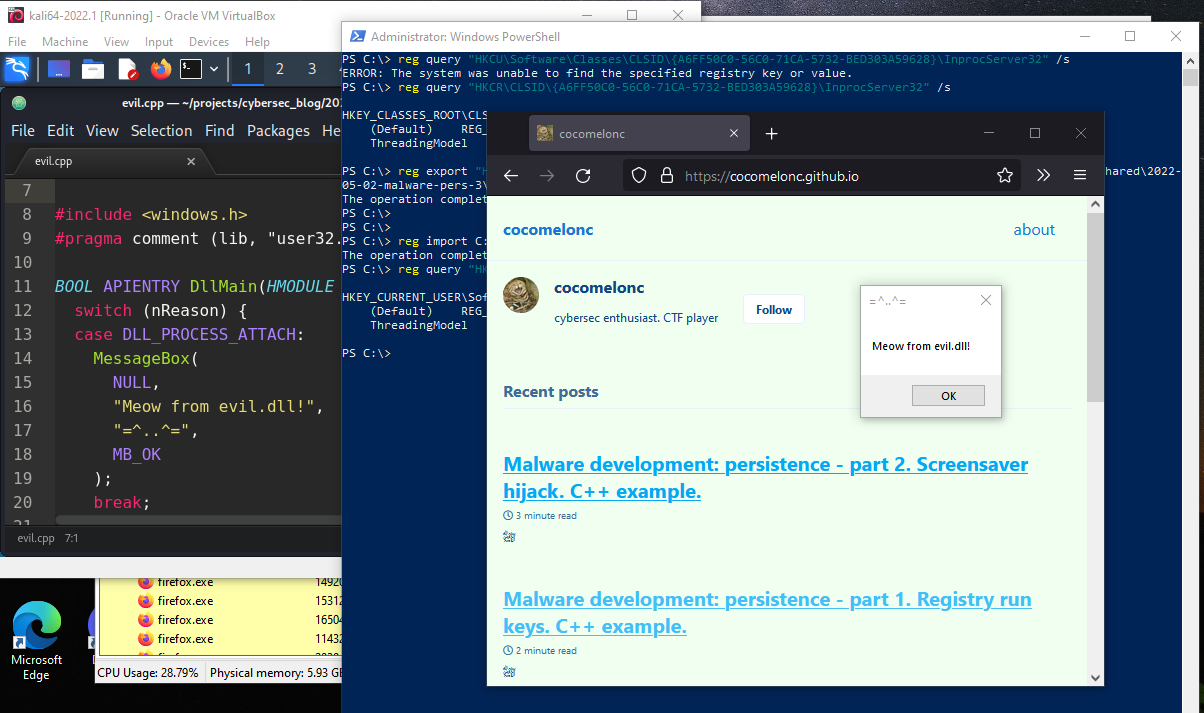 kali64-2022.1 [Running] - Oracle VM VirtualBox
File Machine View Input Devices Help
1 2 3
evil.cpp — ~/projects/cybersec_blog/202
File Edit View Selection Find Packages He
evil.cpp
7
8 #include <windows.h>
9 #pragma comment (lib, "user32.
10
11 BOOL APIENTRY DllMain(HMODULE
12 switch (nReason) {
13 case DLL_PROCESS_ATTACH:
14 MessageBox(
15 NULL,
16 "Meow from evil.dll!",
17 "=^..^=",
18 MB_OK
19 );
20 break;
21
evil.cpp 7:1
Microsoft
Edge
firefox.exe 14920
firefox.exe 15312
firefox.exe 16504
firefox.exe 11432
CPU Usage: 28.79% Physical memory: 5.93 GB
Administrator: Windows PowerShell
PS C:\> reg query "HKCU\Software\Classes\CLSID\{A6FF50C0-56C0-71CA-5732-BED303A59628}\InprocServer32" /s
ERROR: The system was unable to find the specified registry key or value.
PS C:\> reg query "HKCR\CLSID\{A6FF50C0-56C0-71CA-5732-BED303A59628}\InprocServer32" /s
HKEY_CLASSES_ROOT\CLS
(Default) REG_
ThreadingModel
PS C:\> reg export "H hared\2022-
05-02-malware-pers-3\
The operation complet
PS C:\>
PS C:\>
PS C:\> reg import C:
The operation complet
PS C:\> reg query "HK
HKEY_CURRENT_USER\Sof
(Default) REG_
ThreadingModel
PS C:\>
cocomelonc
https://cocomelonc.github.io
cocomelonc about
cocomelonc
cybersec enthusiast. CTF player
Follow
=^..^=
Meow from evil.dll!
OK
Recent posts
Malware development: persistence - part 2. Screensaver
hijack. C++ example.
3 minute read
﷽
Malware development: persistence - part 1. Registry run
keys. C++ example.
2 minute read
﷽